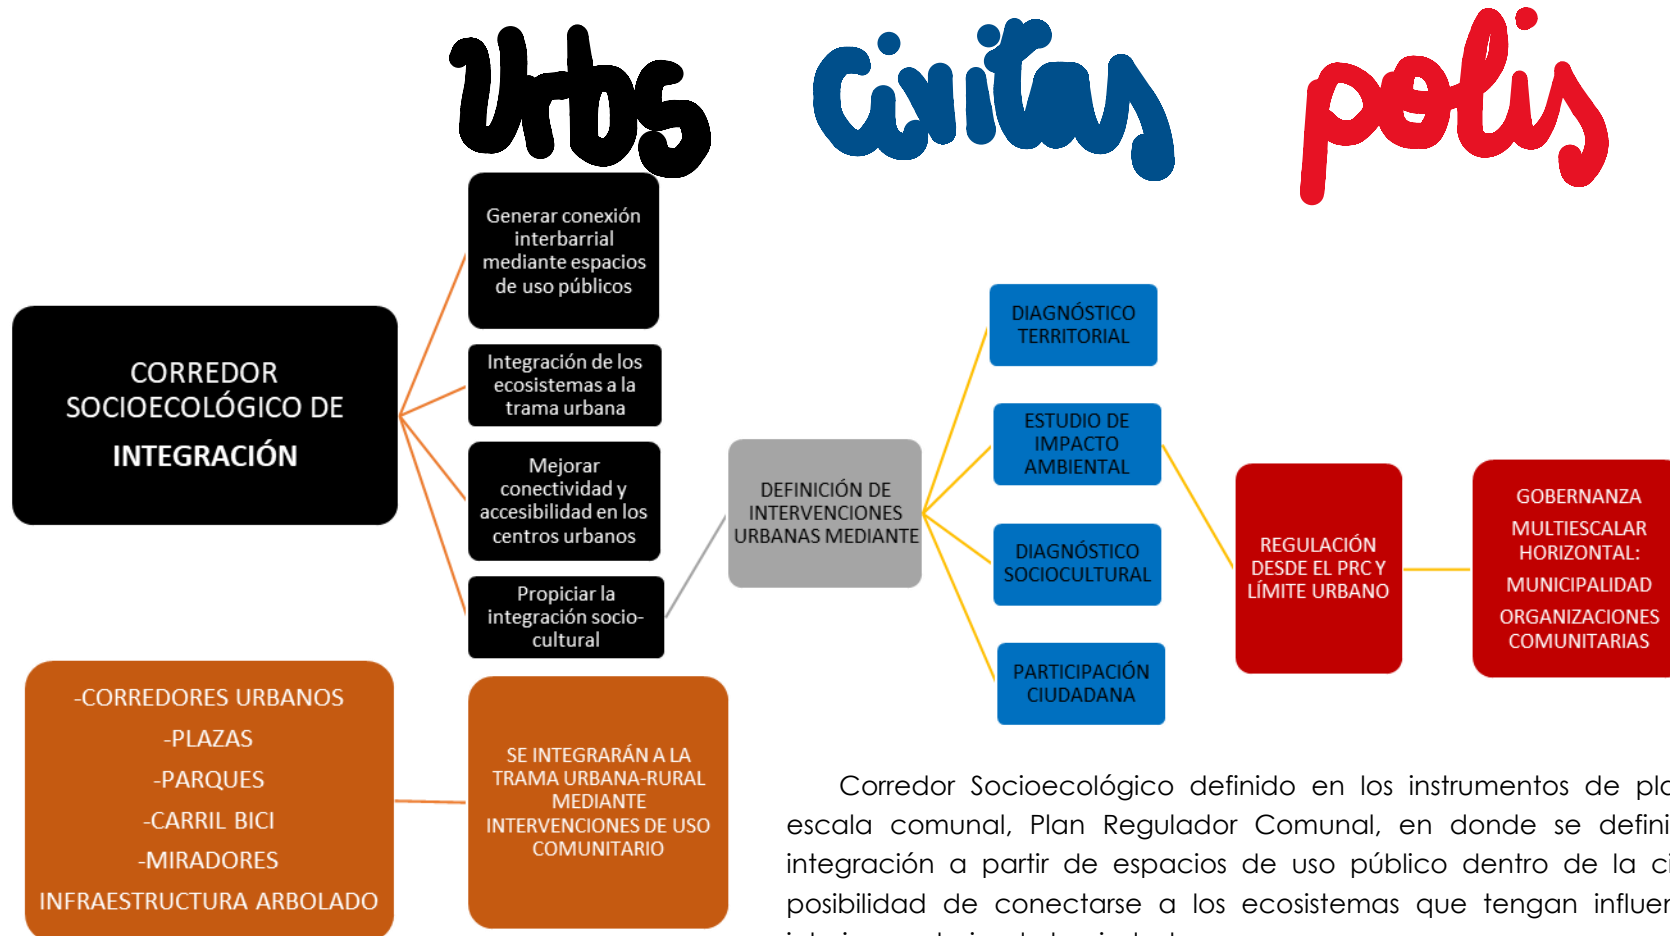 Urbs
civitas
polis
Generar conexión
interbarrial
mediante espacios
de uso públicos
CORREDOR
SOCIOECOLÓGICO DE
INTEGRACIÓN
Integración de los
ecosistemas a la
trama urbana
Mejorar
conectividad y
accesibilidad en los
centros urbanos
Propiciar la
integración socio-
cultural
DEFINICIÓN DE
INTERVENCIONES
URBANAS MEDIANTE
DIAGNÓSTICO
TERRITORIAL
ESTUDIO DE
IMPACTO
AMBIENTAL
DIAGNÓSTICO
SOCIOCULTURAL
PARTICIPACIÓN
CIUDADANA
REGULACIÓN
DESDE EL PRC Y
LÍMITE URBANO
GOBERNANZA
MULTIESCALAR
HORIZONTAL:
MUNICIPALIDAD
ORGANIZACIONES
COMUNITARIAS
-CORREDORES URBANOS
-PLAZAS
-PARQUES
-CARRIL BICI
-MIRADORES
INFRAESTRUCTURA ARBOLADO
SE INTEGRARÁN A LA
TRAMA URBANA-RURAL
MEDIANTE
INTERVENCIONES DE USO
COMUNITARIO
Corredor Socioecológico definido en los instrumentos de
escala comunal, Plan Regulador Comunal, en donde se
integración a partir de espacios de uso público dentro de la
posibilidad de conectarse a los ecosistemas que tengan